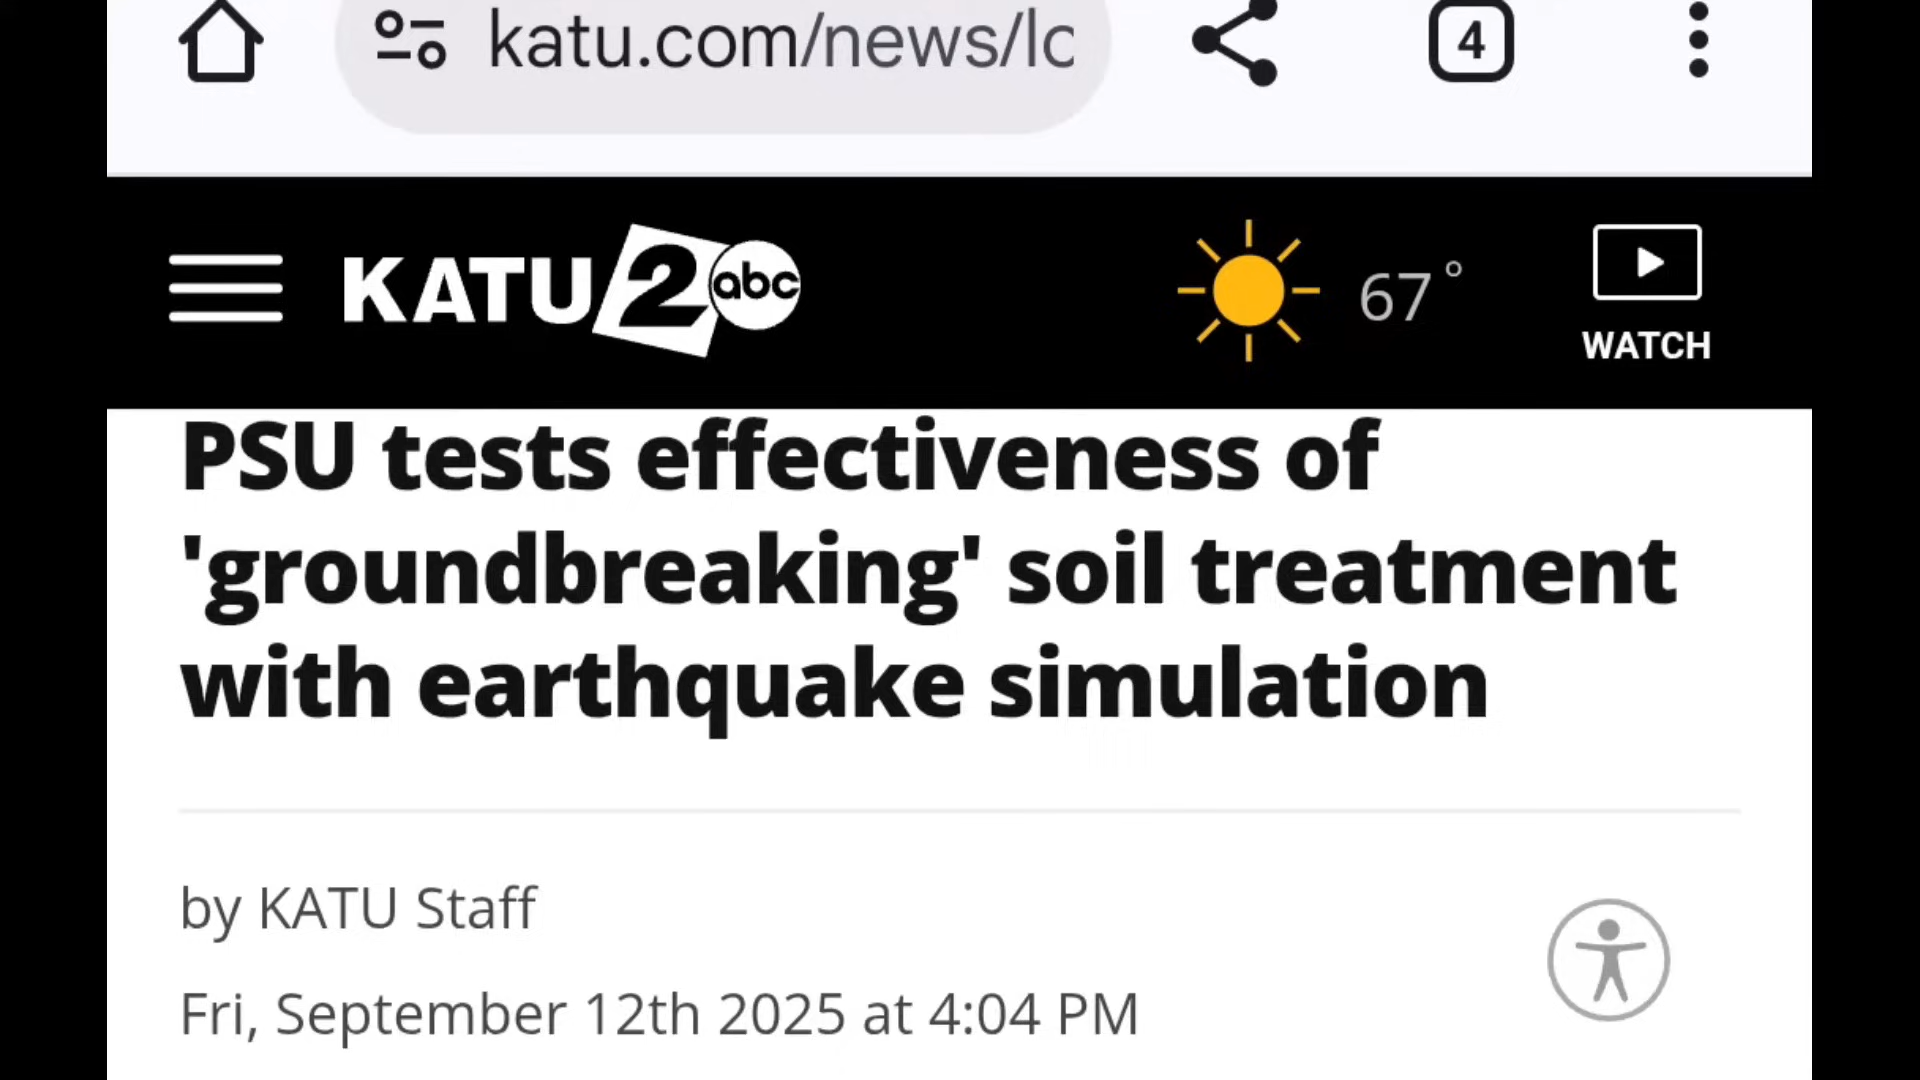 katu.com/news/lo
4
KATU 2 abc
67°
WATCH
PSU tests effectiveness of
'groundbreaking' soil treatment
with earthquake simulation
by KATU Staff
Fri, September 12th 2025 at 4:04 PM